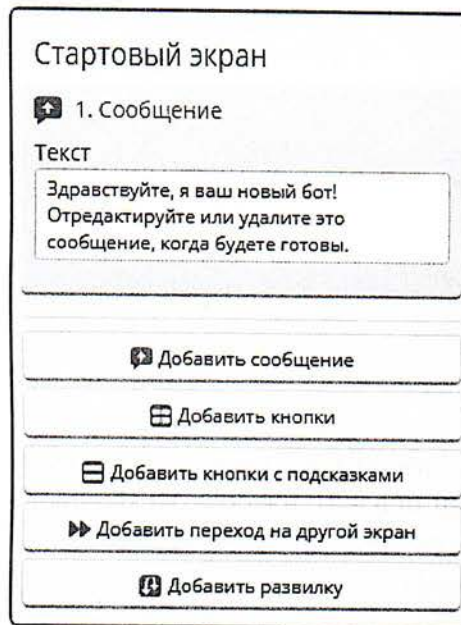 Стартовый экран
1. Сообщение
Текст
Здравствуйте, я ваш новый бот!
Отредактируйте или удалите это
сообщение, когда будете готовы.
Добавить сообщение
Добавить кнопки
Добавить кнопки с подсказками
Добавить переход на другой экран
Добавить развилку